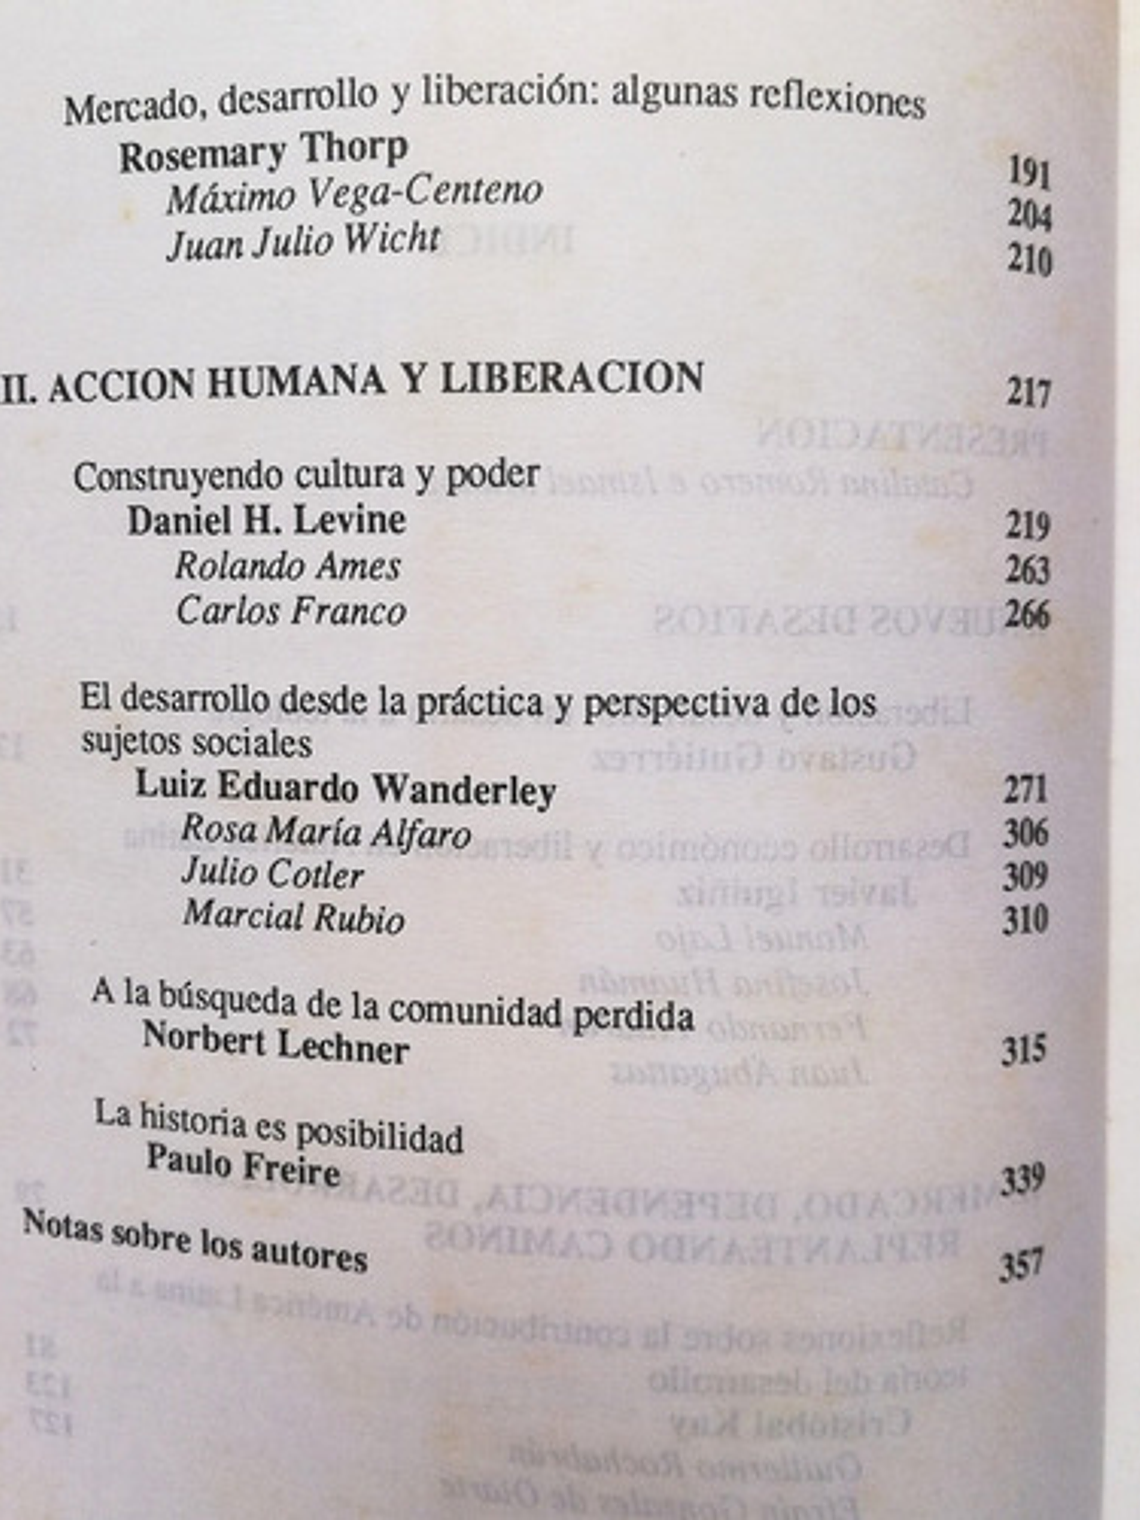 Mercado, desarrollo y liberación: algunas reflexiones
Rosemary Thorp 191
Máximo Vega-Centeno 204
Juan Julio Wicht 210
II. ACCION HUMANA Y LIBERACION 217
Construyendo cultura y poder
Daniel H. Levine 219
Rolando Ames 263
Carlos Franco 266
El desarrollo desde la práctica y perspectiva de los
sujetos sociales
Luiz Eduardo Wanderley 271
Rosa María Alfaro 306
Julio Cotler 309
Marcial Rubio 310
A la búsqueda de la comunidad perdida
Norbert Lechner 315
La historia es posibilidad
Paulo Freire 339
Notas sobre los autores 357